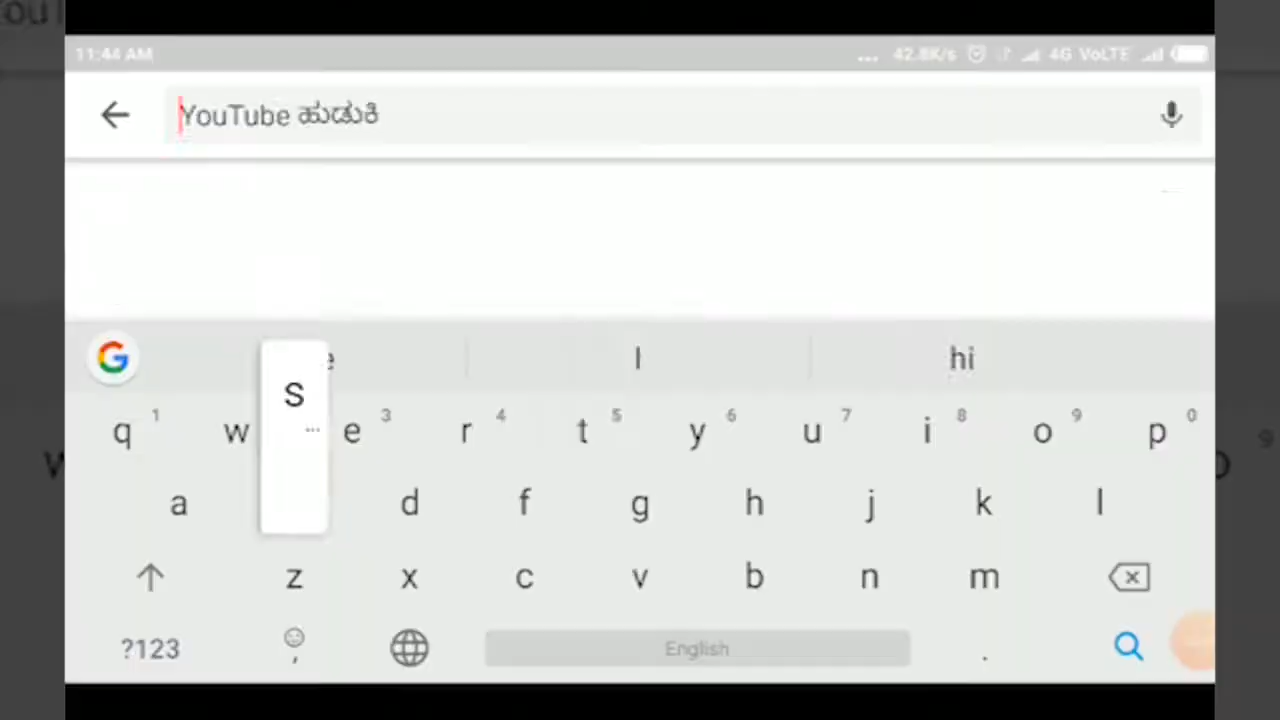 11:44 AM ... 42.8K/s 4G VoLTE
YouTube ಹುಡುಕಿ
l hi
S
q 1 w e 3 r 4 t 5 y 6 u 7 i 8 o 9 p 0
a d f g h j k l
z x c v b n m
?123 , English .